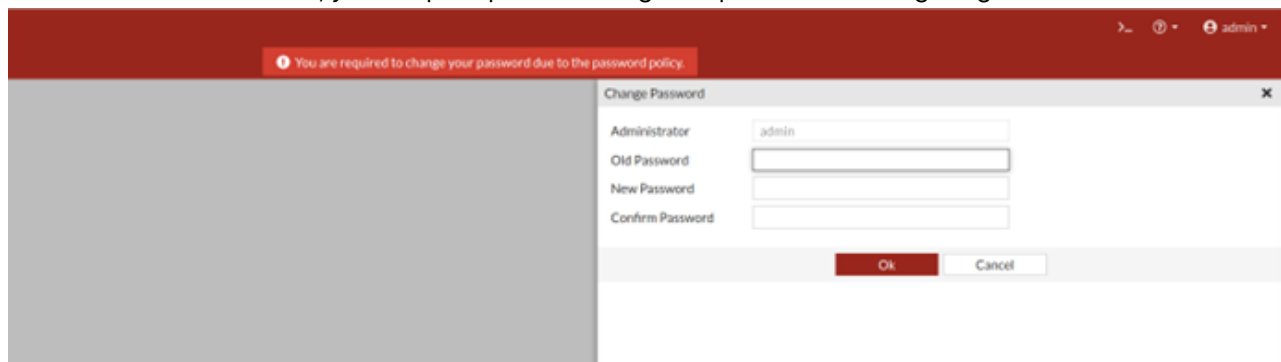 admin
You are required to change your password due to the password policy.
Change Password
Administrator admin
Old Password
New Password
Confirm Password
Ok Cancel